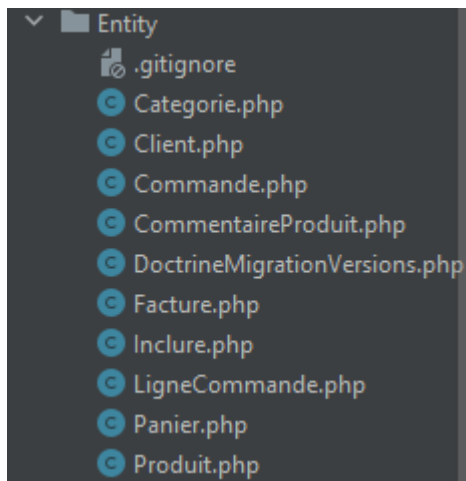 Entity
.gitignore
Categorie.php
Client.php
Commande.php
CommentaireProduit.php
DoctrineMigrationVersions.php
Facture.php
Inclure.php
LigneCommande.php
Panier.php
Produit.php